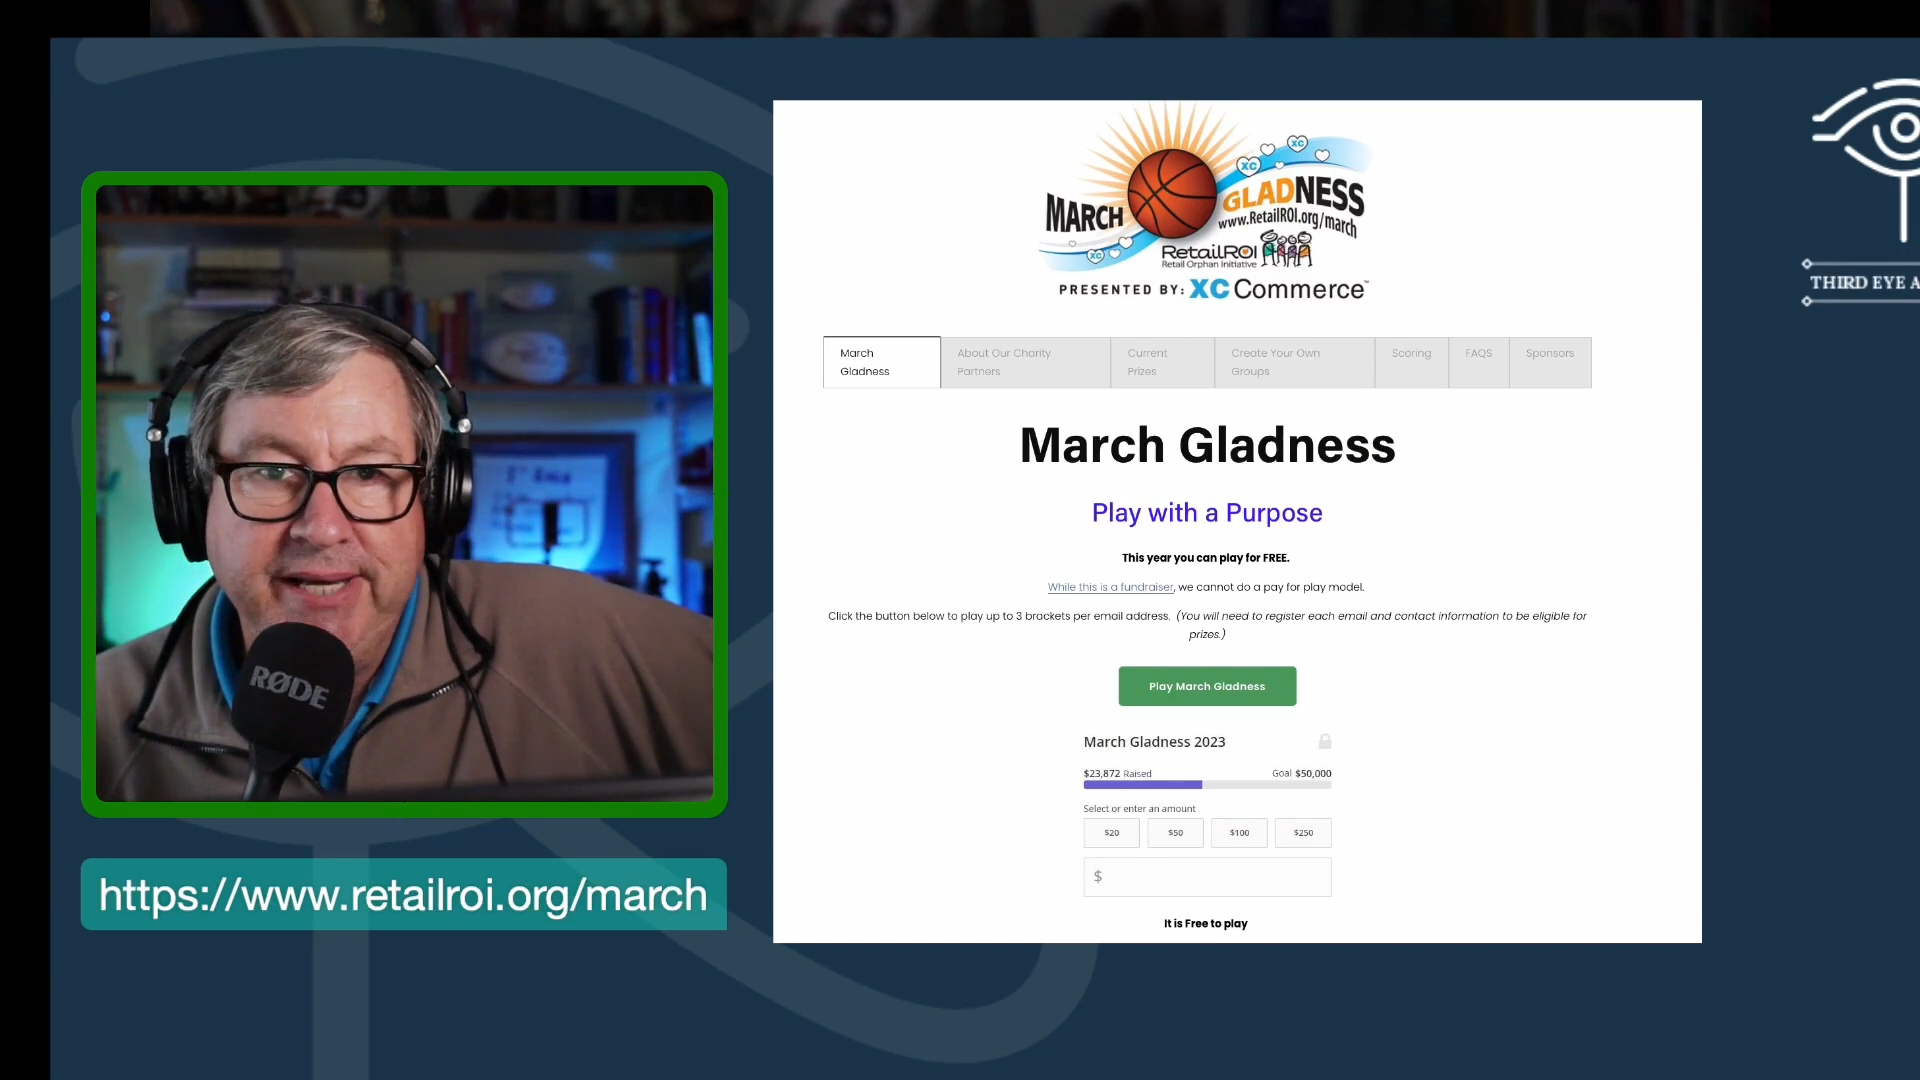 MARCH
GLADNESS
www.RetailROI.org/march
RetailROI
Retail Orphan Initiative
XC
XC
XC
PRESENTED BY: XC Commerce™
THIRD EYE A
March
Gladness
About Our Charity
Partners
Current
Prizes
Create Your Own
Groups
Scoring
FAQS
Sponsors
March Gladness
Play with a Purpose
This year you can play for FREE.
While this is a fundraiser, we cannot do a pay for play model.
Click the button below to play up to 3 brackets per email address. (You will need to register each email and contact information to be eligible for
prizes.)
Play March Gladness
March Gladness 2023
$23,872 Raised
Goal $50,000
Select or enter an amount
$20
$50
$100
$250
$
It is Free to play
RØDE
https://www.retailroi.org/march